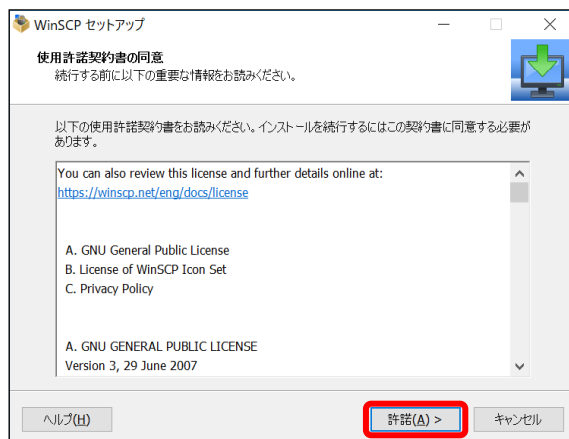 WinSCP セットアップ
使用許諾契約書の同意
続行する前に以下の重要な情報をお読みください。
以下の使用許諾契約書をお読みください。インストールを続行するにはこの契約書に同意する必要が
あります。
You can also review this license and further details online at:
https://winscp.net/eng/docs/license
A. GNU General Public License
B. License of WinSCP Icon Set
C. Privacy Policy
A. GNU GENERAL PUBLIC LICENSE
Version 3, 29 June 2007
ヘルプ(H)
許諾(A) >
キャンセル